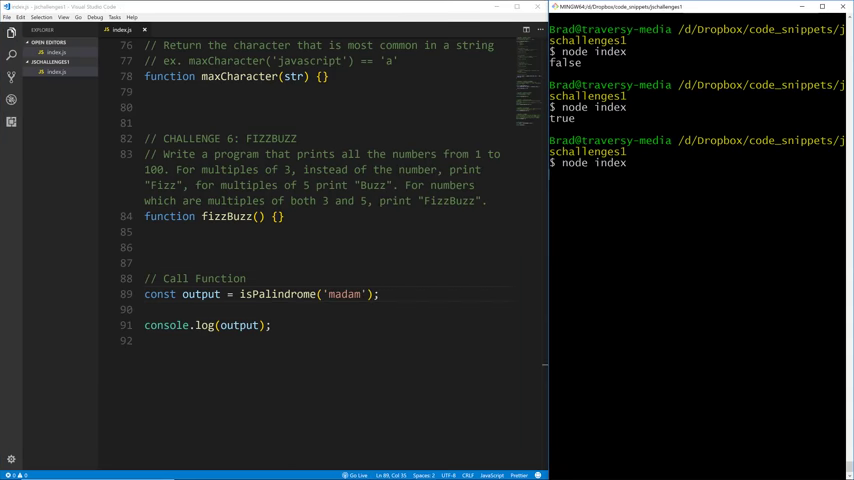 index.js - jschallenges1 - Visual Studio Code
File Edit Selection View Go Debug Tasks Help
EXPLORER
OPEN EDITORS
index.js
JSCHALLENGES1
index.js
index.js
76 // Return the character that is most common in a string
77 // ex. maxCharacter('javascript') == 'a'
78 function maxCharacter(str) {}
79
80
81
82 // CHALLENGE 6: FIZZBUZZ
83 // Write a program that prints all the numbers from 1 to
100. For multiples of 3, instead of the number, print
"Fizz", for multiples of 5 print "Buzz". For numbers
which are multiples of both 3 and 5, print "FizzBuzz".
84 function fizzBuzz() {}
85
86
87
88 // Call Function
89 const output = isPalindrome('madam');
90
91 console.log(output);
92
0 0 Go Live Ln 89, Col 35 Spaces: 2 UTF-8 CRLF JavaScript Prettier
MINGW64:/d/Dropbox/code_snippets/jschallenges1
Brad@traversy-media /d/Dropbox/code_snippets/j
schallenges1
$ node index
false
Brad@traversy-media /d/Dropbox/code_snippets/j
schallenges1
$ node index
true
Brad@traversy-media /d/Dropbox/code_snippets/j
schallenges1
$ node index